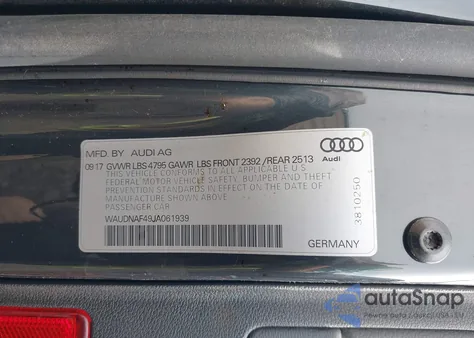 MFD. BY AUDI AG
09.17 GVWR LBS 4795 GAWR LBS FRONT 2392 /REAR 2513
THIS VEHICLE CONFORMS TO ALL APPLICABLE
FEDERAL MOTOR VEHICLE SAFETY, BUMPER AND THEFT
PREVENTION STANDARDS IN EFFECT ON THE DATE OF
MANUFACTURE SHOWN ABOVE.
PASSENGER CAR
WAUDNAF49JA061939
Audi
3810250
GERMANY
autoSnap